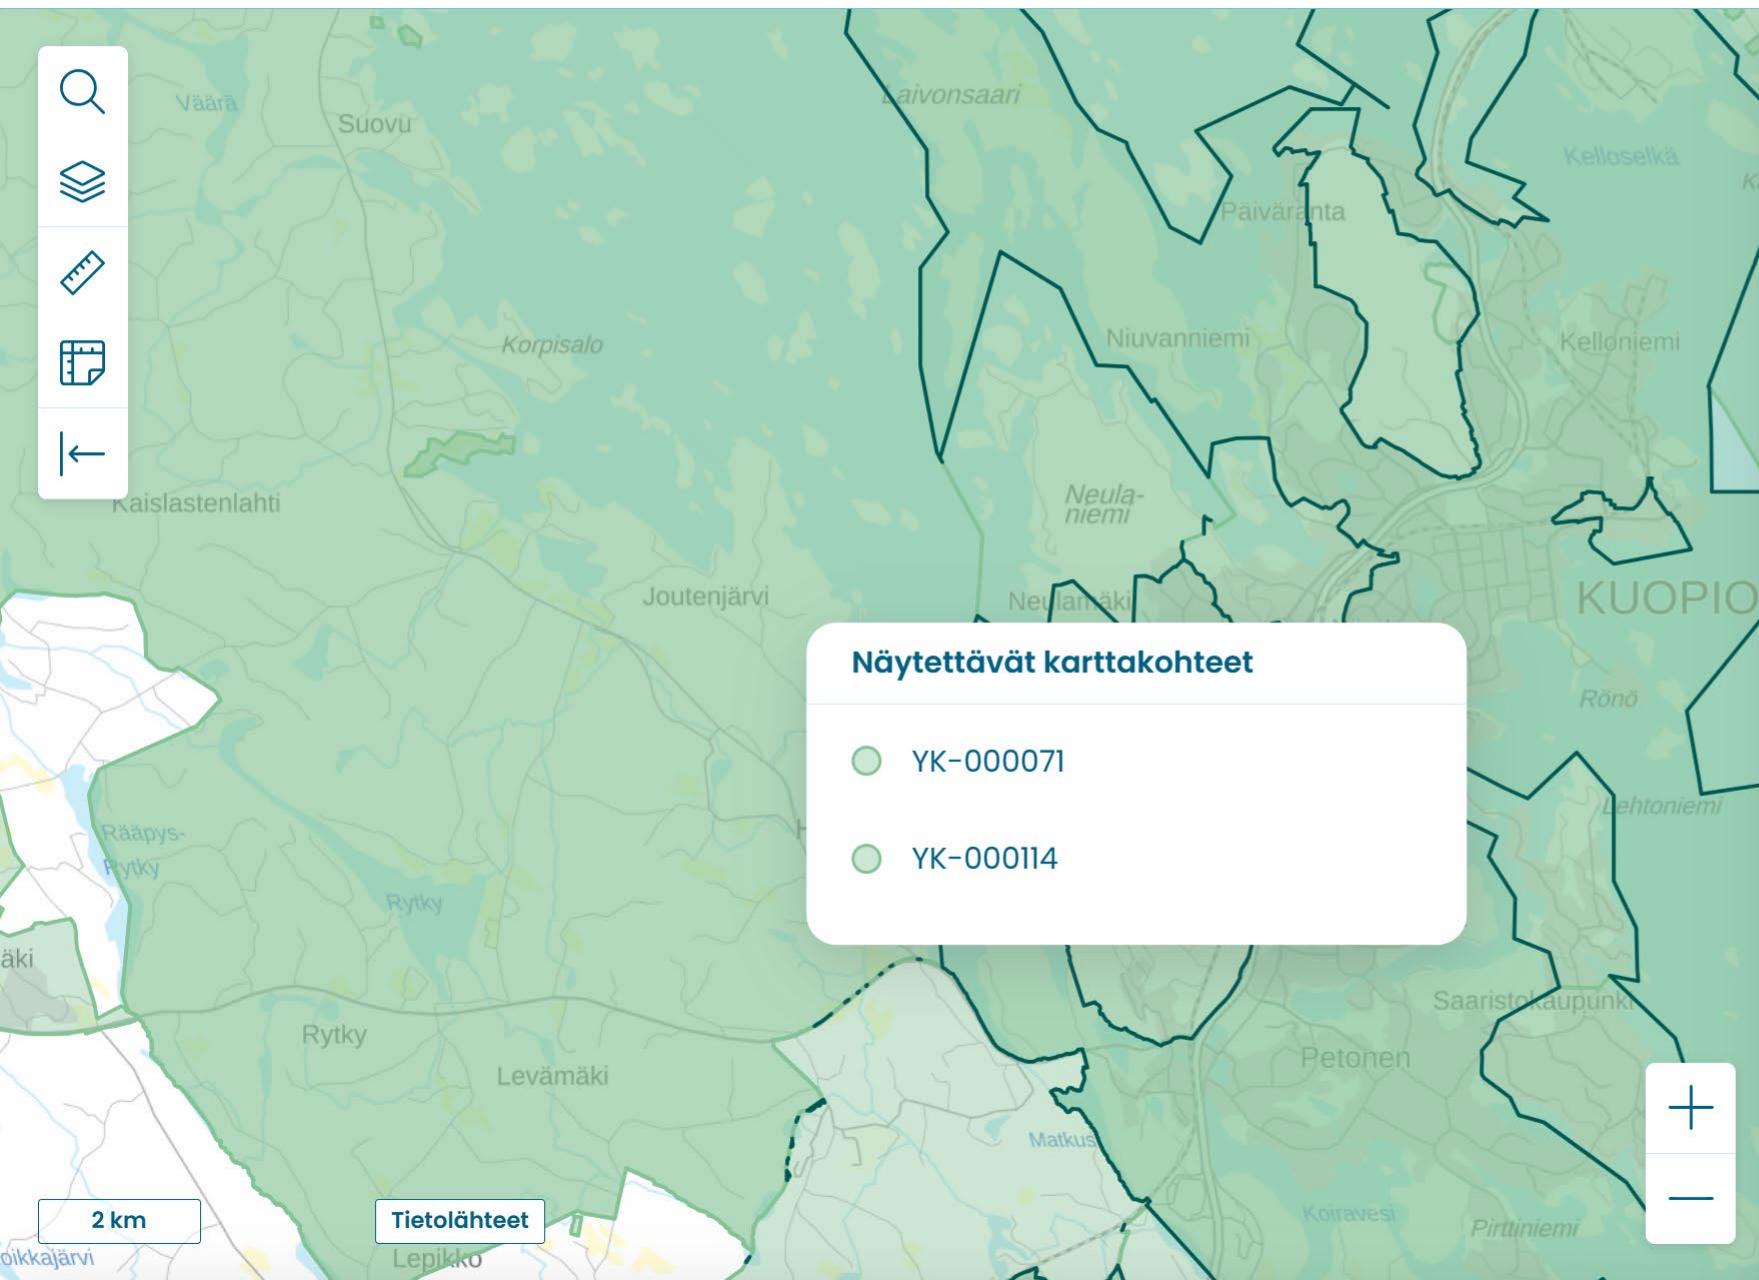 Väärä
Suovu
Laivonsaari
Kelloselkä
Päiväranta
Korpisalo
Niuvanniemi
Kelloniemi
Kaislastenlahti
Neula-
niemi
Joutenjärvi
Neulamäki
KUOPIO
Näytettävät karttakohteet
YK-000071
YK-000114
Rönö
Lehtoniemi
Rääpys-
Rytky
Rytky
äki
Saaristokaupunki
Rytky
Levämäki
Petonen
Matkus
Koiravesi
Pirttiniemi
2 km
Tietolähteet
oikkajärvi
Lepikko